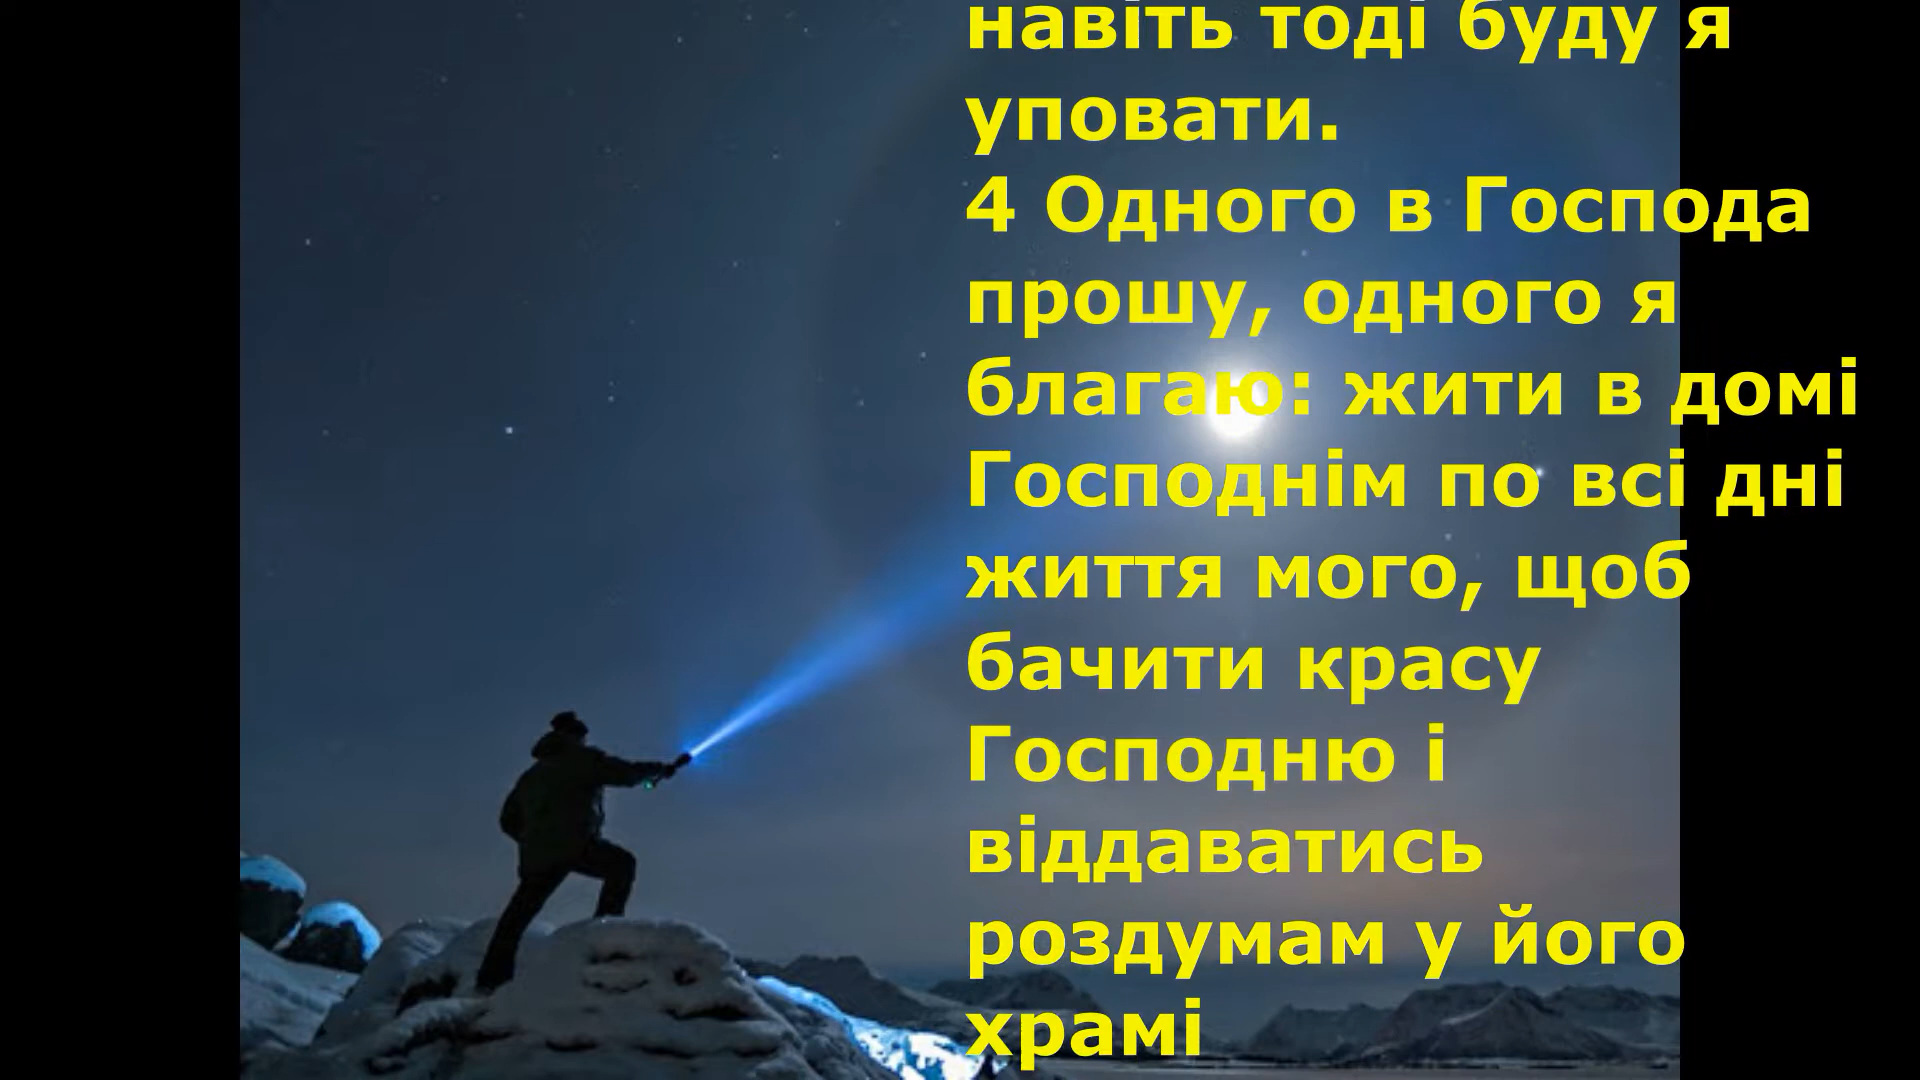 навіть тоді буду я
уповати.
4 Одного в Господа
прошу, одного я
благаю: жити в домі
Господнім по всі дні
життя мого, щоб
бачити красу
Господню і
віддаватись
роздумам у його
храмі